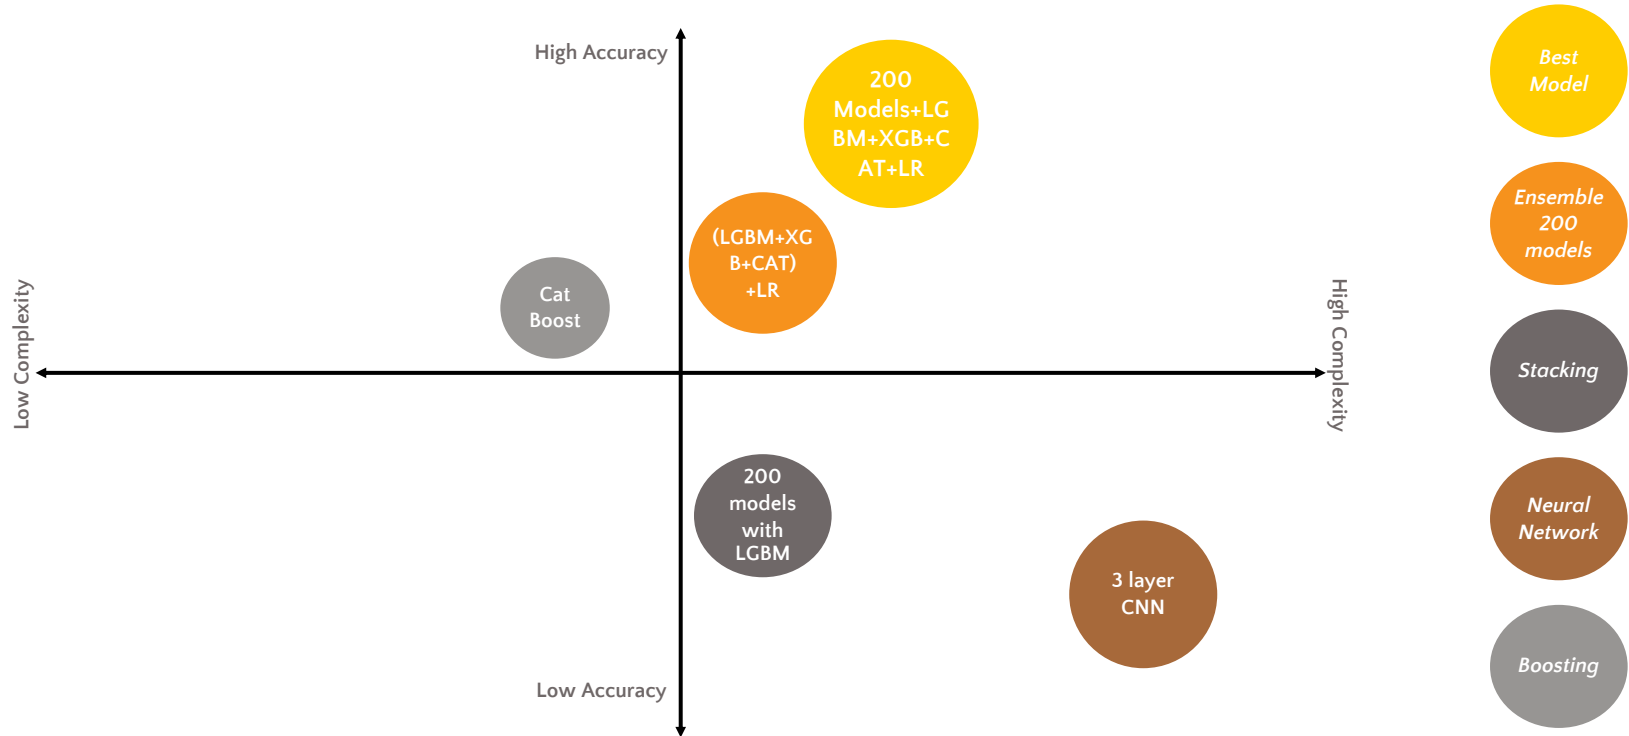 High Accuracy
200
Models+LG
BM+XGB+C
AT+LR
(LGBM+XG
B+CAT)
+LR
Cat
Boost
Low Complexity
High Complexity
200
models
with
LGBM
3 layer
CNN
Low Accuracy
Best
Model
Ensemble
200
models
Stacking
Neural
Network
Boosting